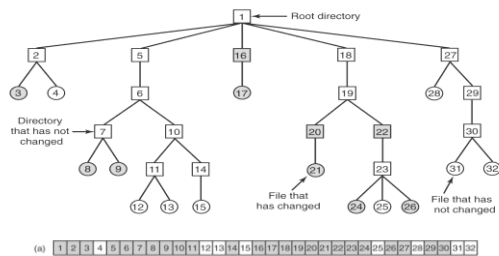 1 Root directory
2 5 16 18 27
3 4 6 17 19 28 29
Directory
that has not
changed
7 10 20 22 30
8 9 11 14 21 23 31 32
File that
has changed
File that
has not changed
12 13 15 24 25 26
(a) 1 2 3 4 5 6 7 8 9 10 11 12 13 14 15 16 17 18 19 20 21 22 23 24 25 26 27 28 29 30 31 32